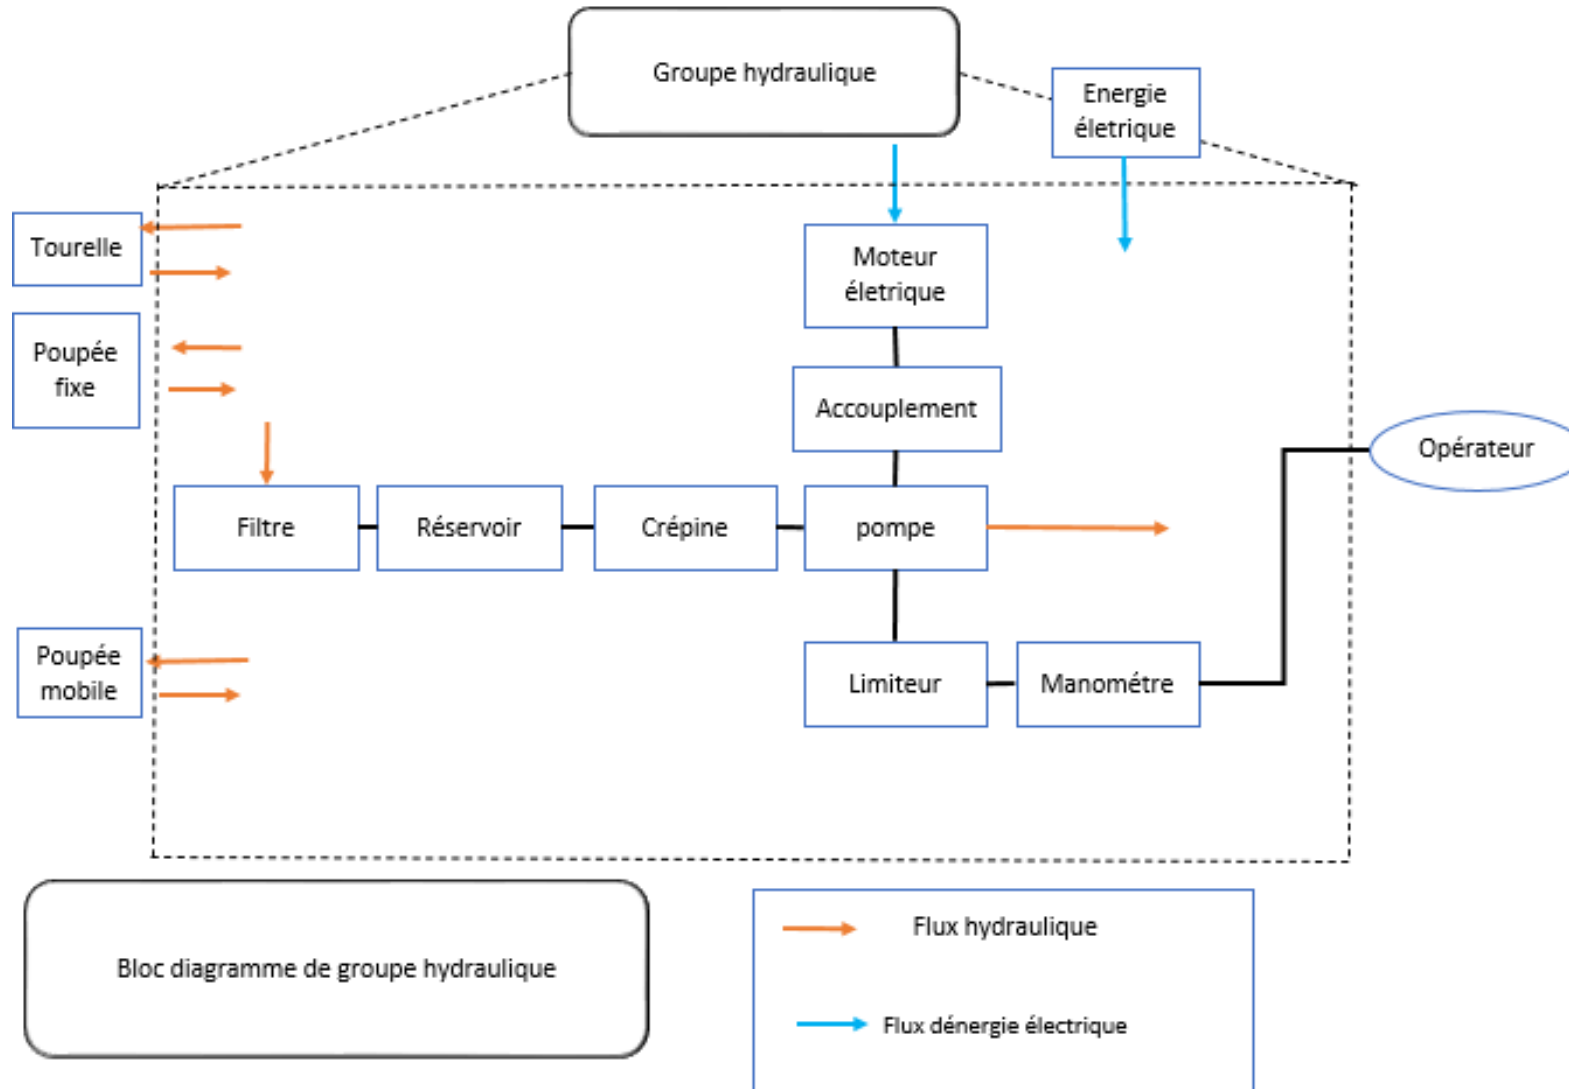 Groupe hydraulique
Energie
életrique
Tourelle
Moteur
életrique
Poupée
fixe
Accouplement
Opérateur
Filtre
Réservoir
Crépine
pompe
Poupée
mobile
Limiteur
Manométre
Bloc diagramme de groupe hydraulique
Flux hydraulique
Flux dénergie électrique